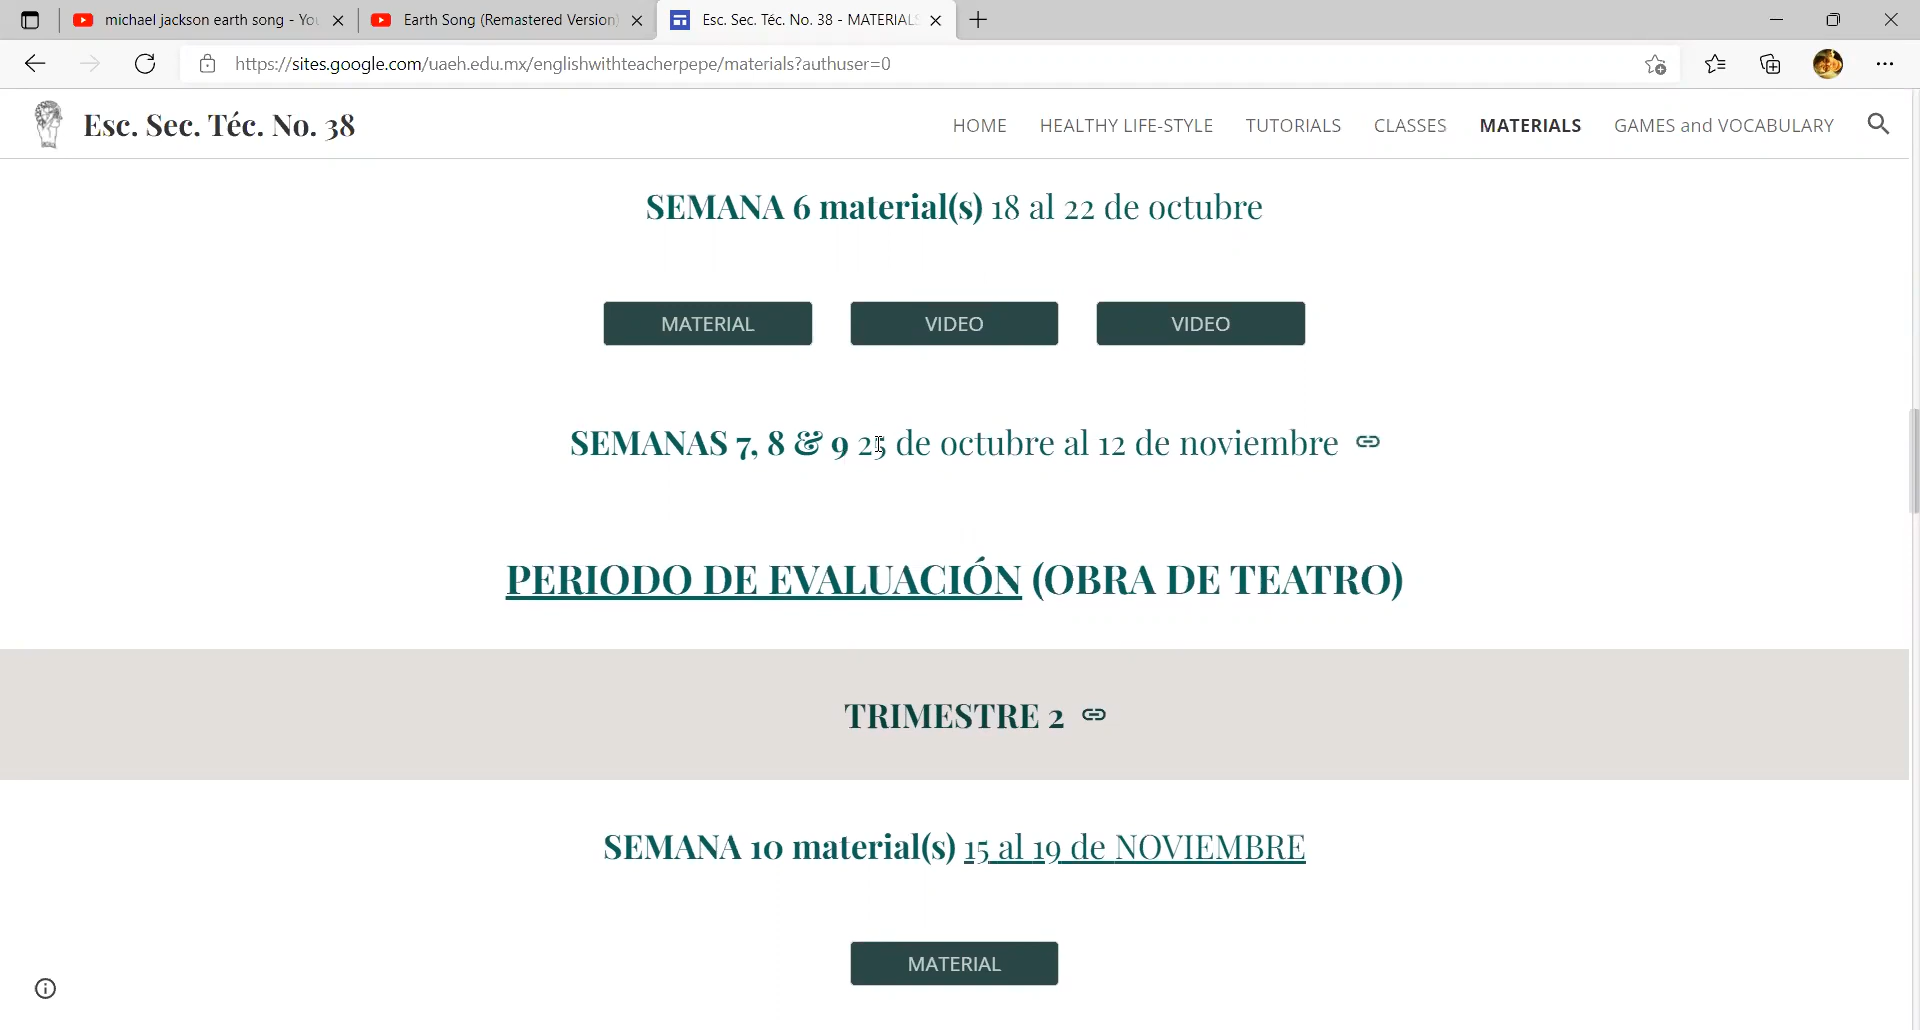 michael jackson earth song - Yo
Earth Song (Remastered Version)
Esc. Sec. Téc. No. 38 - MATERIALS
https://sites.google.com/uaeh.edu.mx/englishwithteacherpepe/materials?authuser=0
Esc. Sec. Téc. No. 38
HOME
HEALTHY LIFE-STYLE
TUTORIALS
CLASSES
MATERIALS
GAMES and VOCABULARY
SEMANA 6 material(s) 18 al 22 de octubre
MATERIAL
VIDEO
VIDEO
SEMANAS 7, 8 & 9 25 de octubre al 12 de noviembre
PERIODO DE EVALUACIÓN (OBRA DE TEATRO)
TRIMESTRE 2
SEMANA 10 material(s) 15 al 19 de NOVIEMBRE
MATERIAL